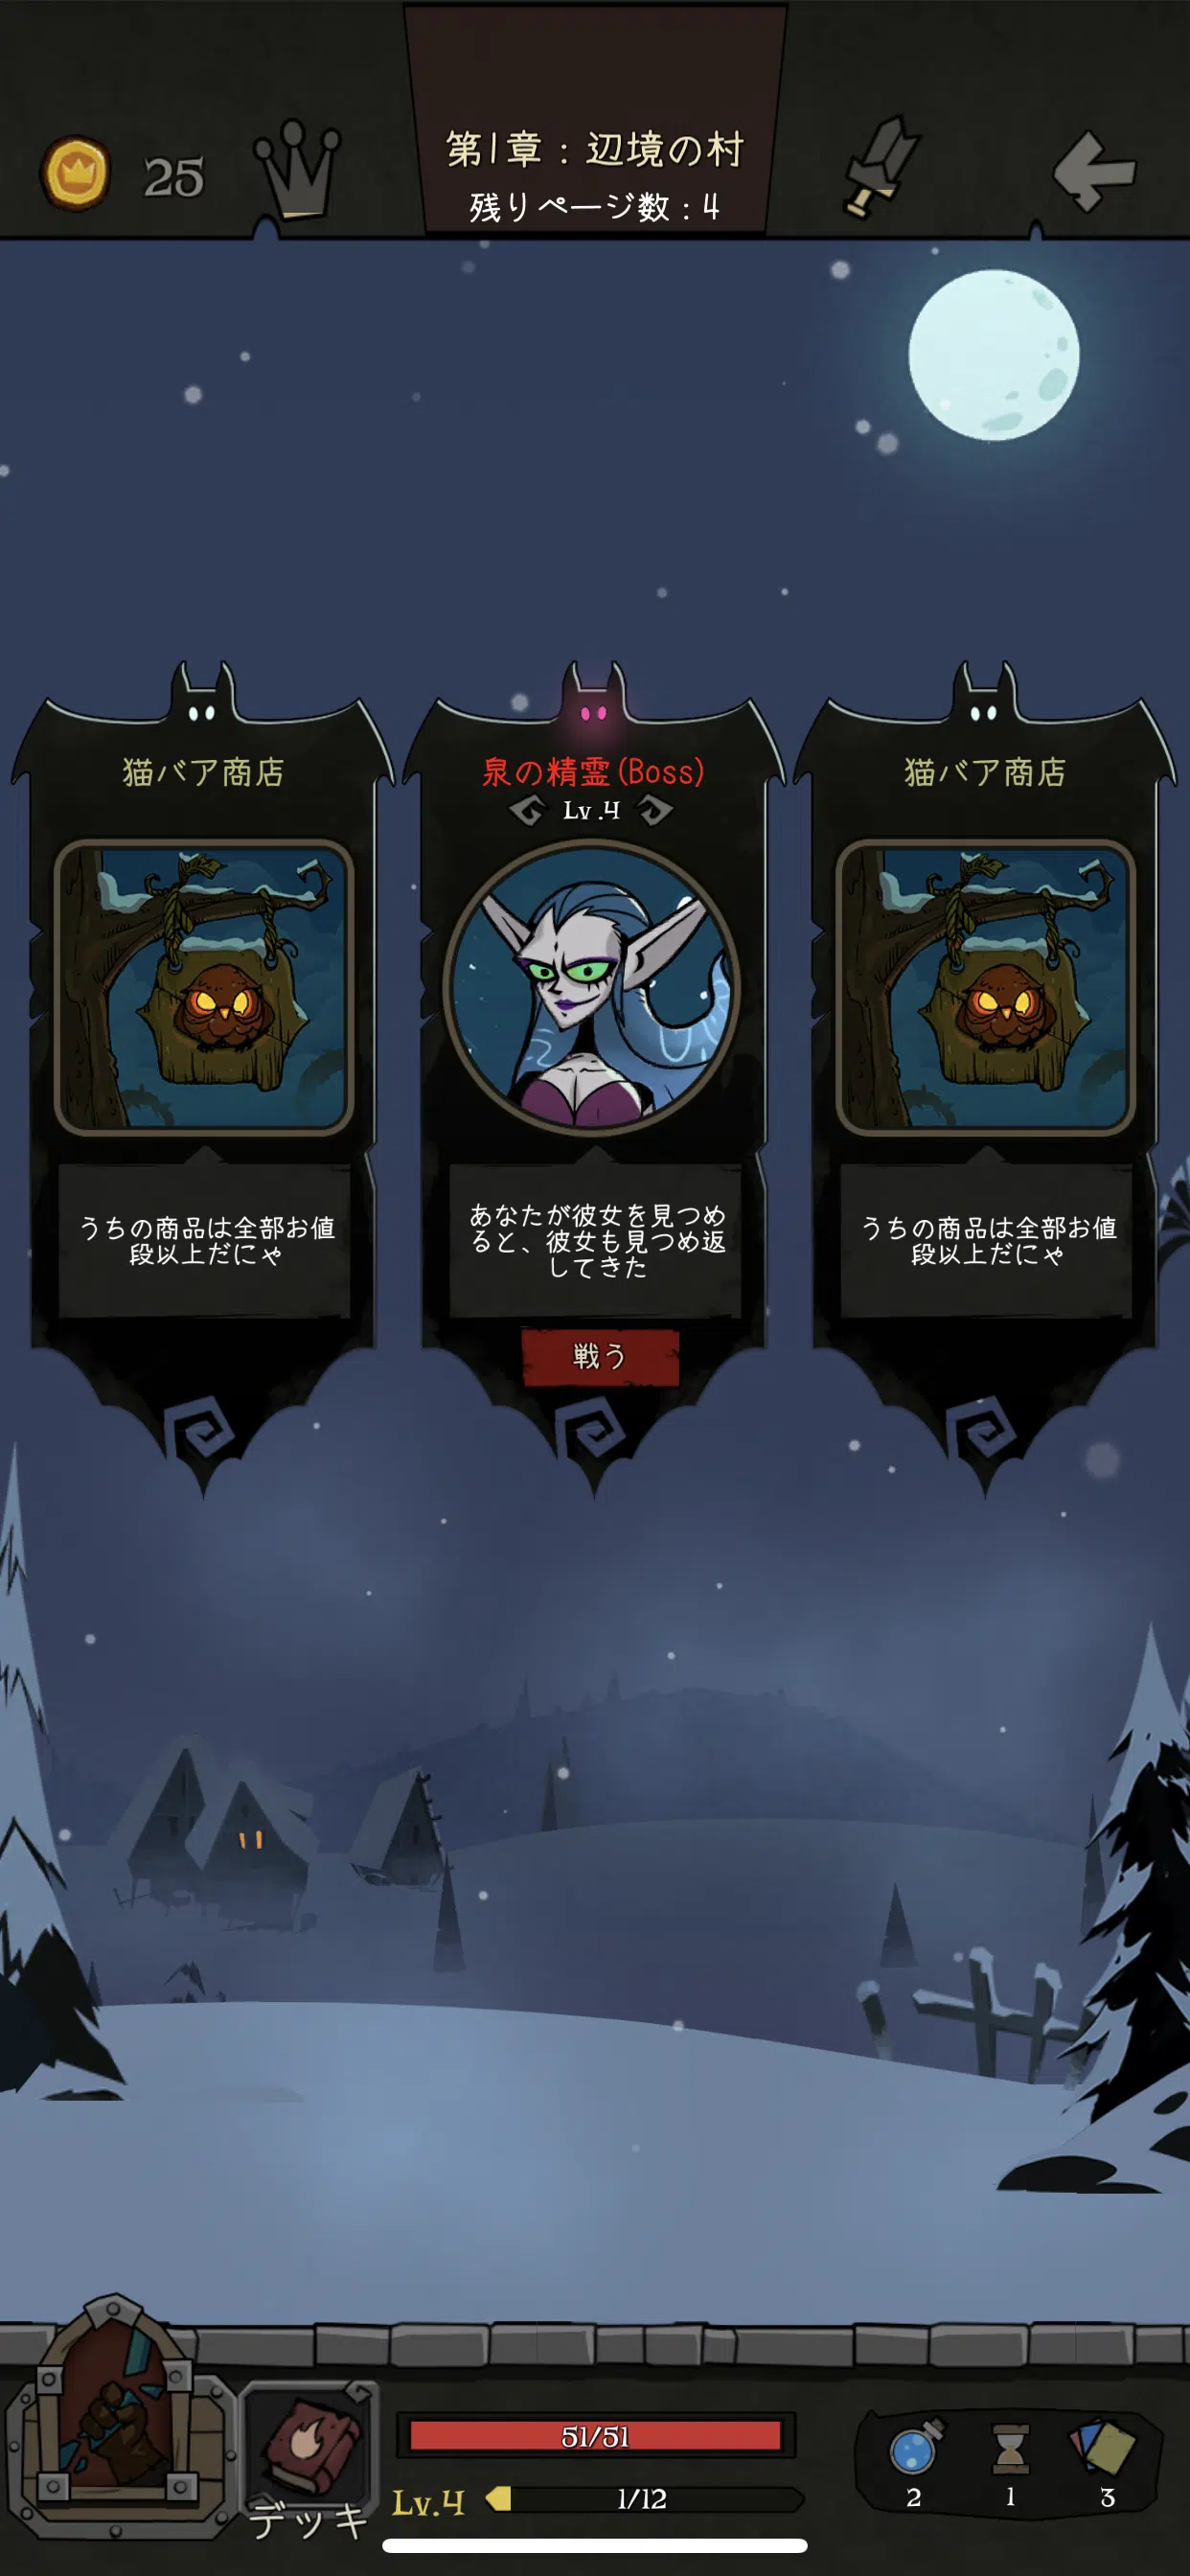 25
第1章：辺境の村
残りページ数：4
猫バア商店
うちの商品は全部お値
段以上だにゃ
泉の精霊(Boss)
Lv.4
あなたが彼女を見つめ
ると、彼女も見つめ返
してきた
戦う
猫バア商店
うちの商品は全部お値
段以上だにゃ
デッキ
51/51
Lv.4
1/12
2
1
3